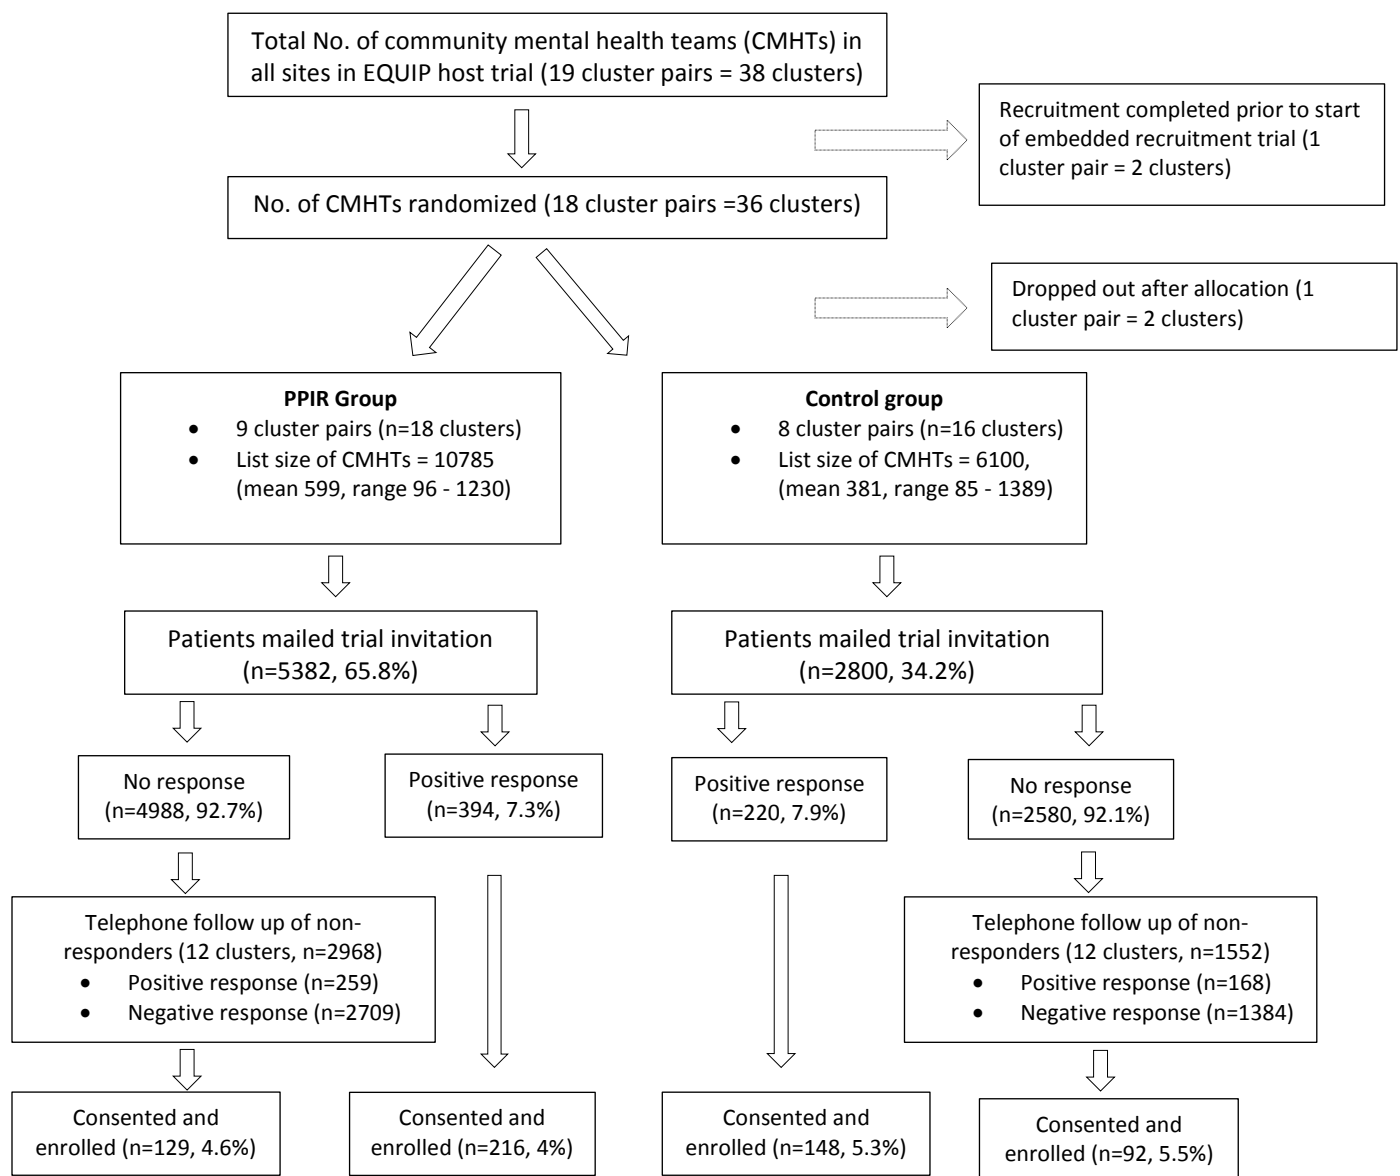 Total No. of community mental health teams (CMHTs) in
all sites in EQUIP host trial (19 cluster pairs = 38 clusters)
Recruitment completed prior to start
of embedded recruitment trial (1
cluster pair = 2 clusters)
No. of CMHTs randomized (18 cluster pairs =36 clusters)
Dropped out after allocation (1
cluster pair = 2 clusters)
PPIR Group
• 9 cluster pairs (n=18 clusters)
• List size of CMHTs = 10785
(mean 599, range 96 - 1230)
Control group
• 8 cluster pairs (n=16 clusters)
• List size of CMHTs = 6100,
(mean 381, range 85 - 1389)
Patients mailed trial invitation
(n=5382, 65.8%)
Patients mailed trial invitation
(n=2800, 34.2%)
No response
(n=4988, 92.7%)
Positive response
(n=394, 7.3%)
Positive response
(n=220, 7.9%)
No response
(n=2580, 92.1%)
Telephone follow up of non-
responders (12 clusters, n=2968)
• Positive response (n=259)
• Negative response (n=2709)
Telephone follow up of non-
responders (12 clusters, n=1552)
• Positive response (n=168)
• Negative response (n=1384)
Consented and
enrolled (n=129, 4.6%)
Consented and
enrolled (n=216, 4%)
Consented and
enrolled (n=148, 5.3%)
Consented and
enrolled (n=92, 5.5%)